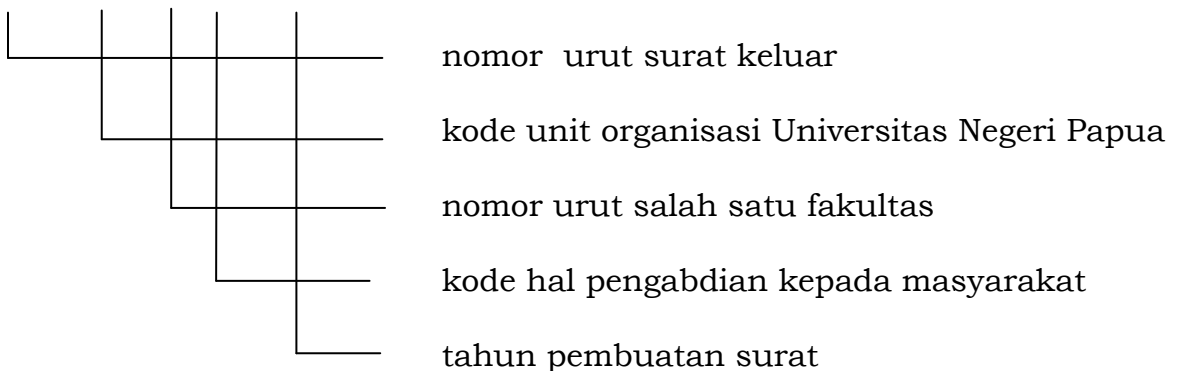 nomor urut surat keluar
kode unit organisasi Universitas Negeri Papua
nomor urut salah satu fakultas
kode hal pengabdian kepada masyarakat
tahun pembuatan surat